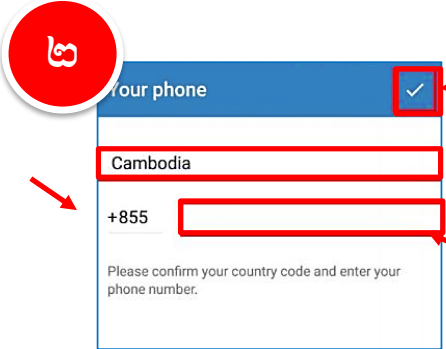 ២
Your phone
Cambodia
+855
Please confirm your country code and enter your
phone number.